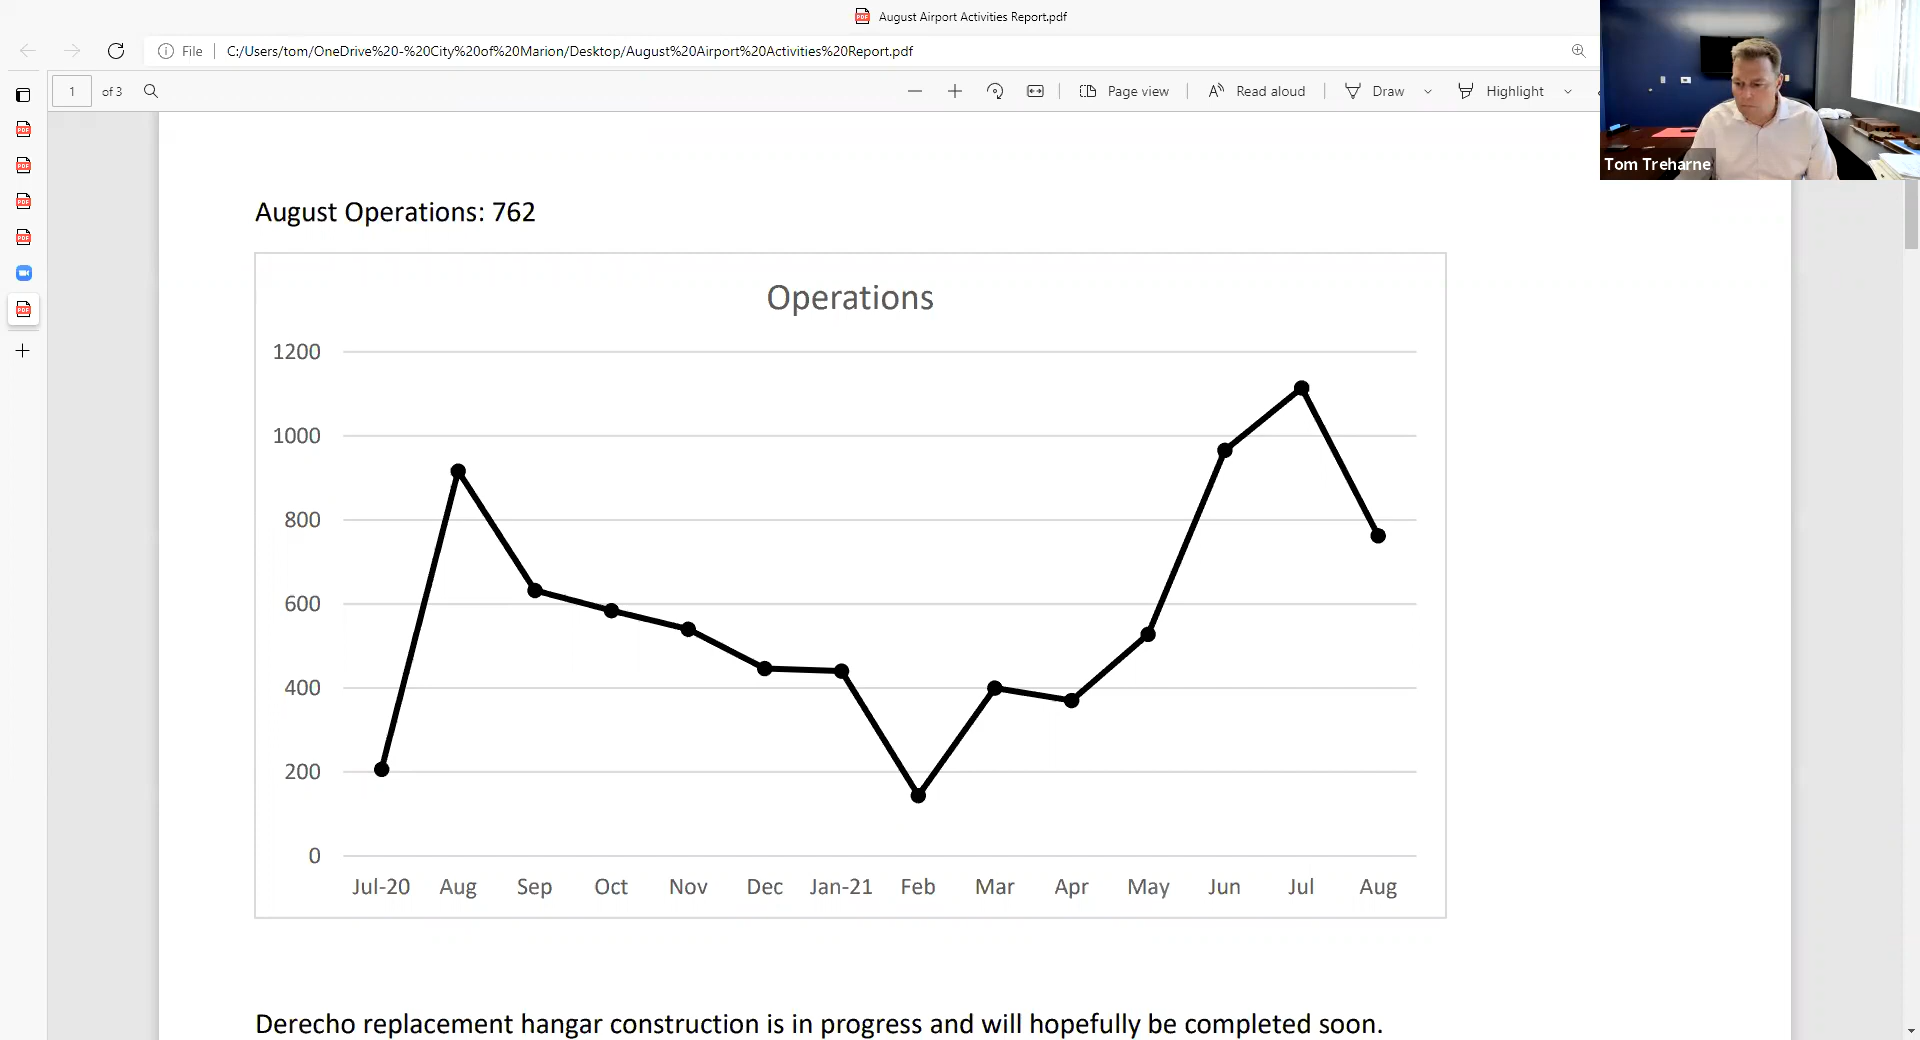 August Airport Activities Report.pdf
File
C:/Users/tom/OneDrive%20-%20City%20of%20Marion/Desktop/August%20Airport%20Activities%20Report.pdf
1 of 3
Page view
Read aloud
Draw
Highlight
Tom Treharne
August Operations: 762
Operations
1200
1000
800
600
400
200
0
Jul-20 Aug Sep Oct Nov Dec Jan-21 Feb Mar Apr May Jun Jul Aug
Derecho replacement hangar construction is in progress and will hopefully be completed soon.